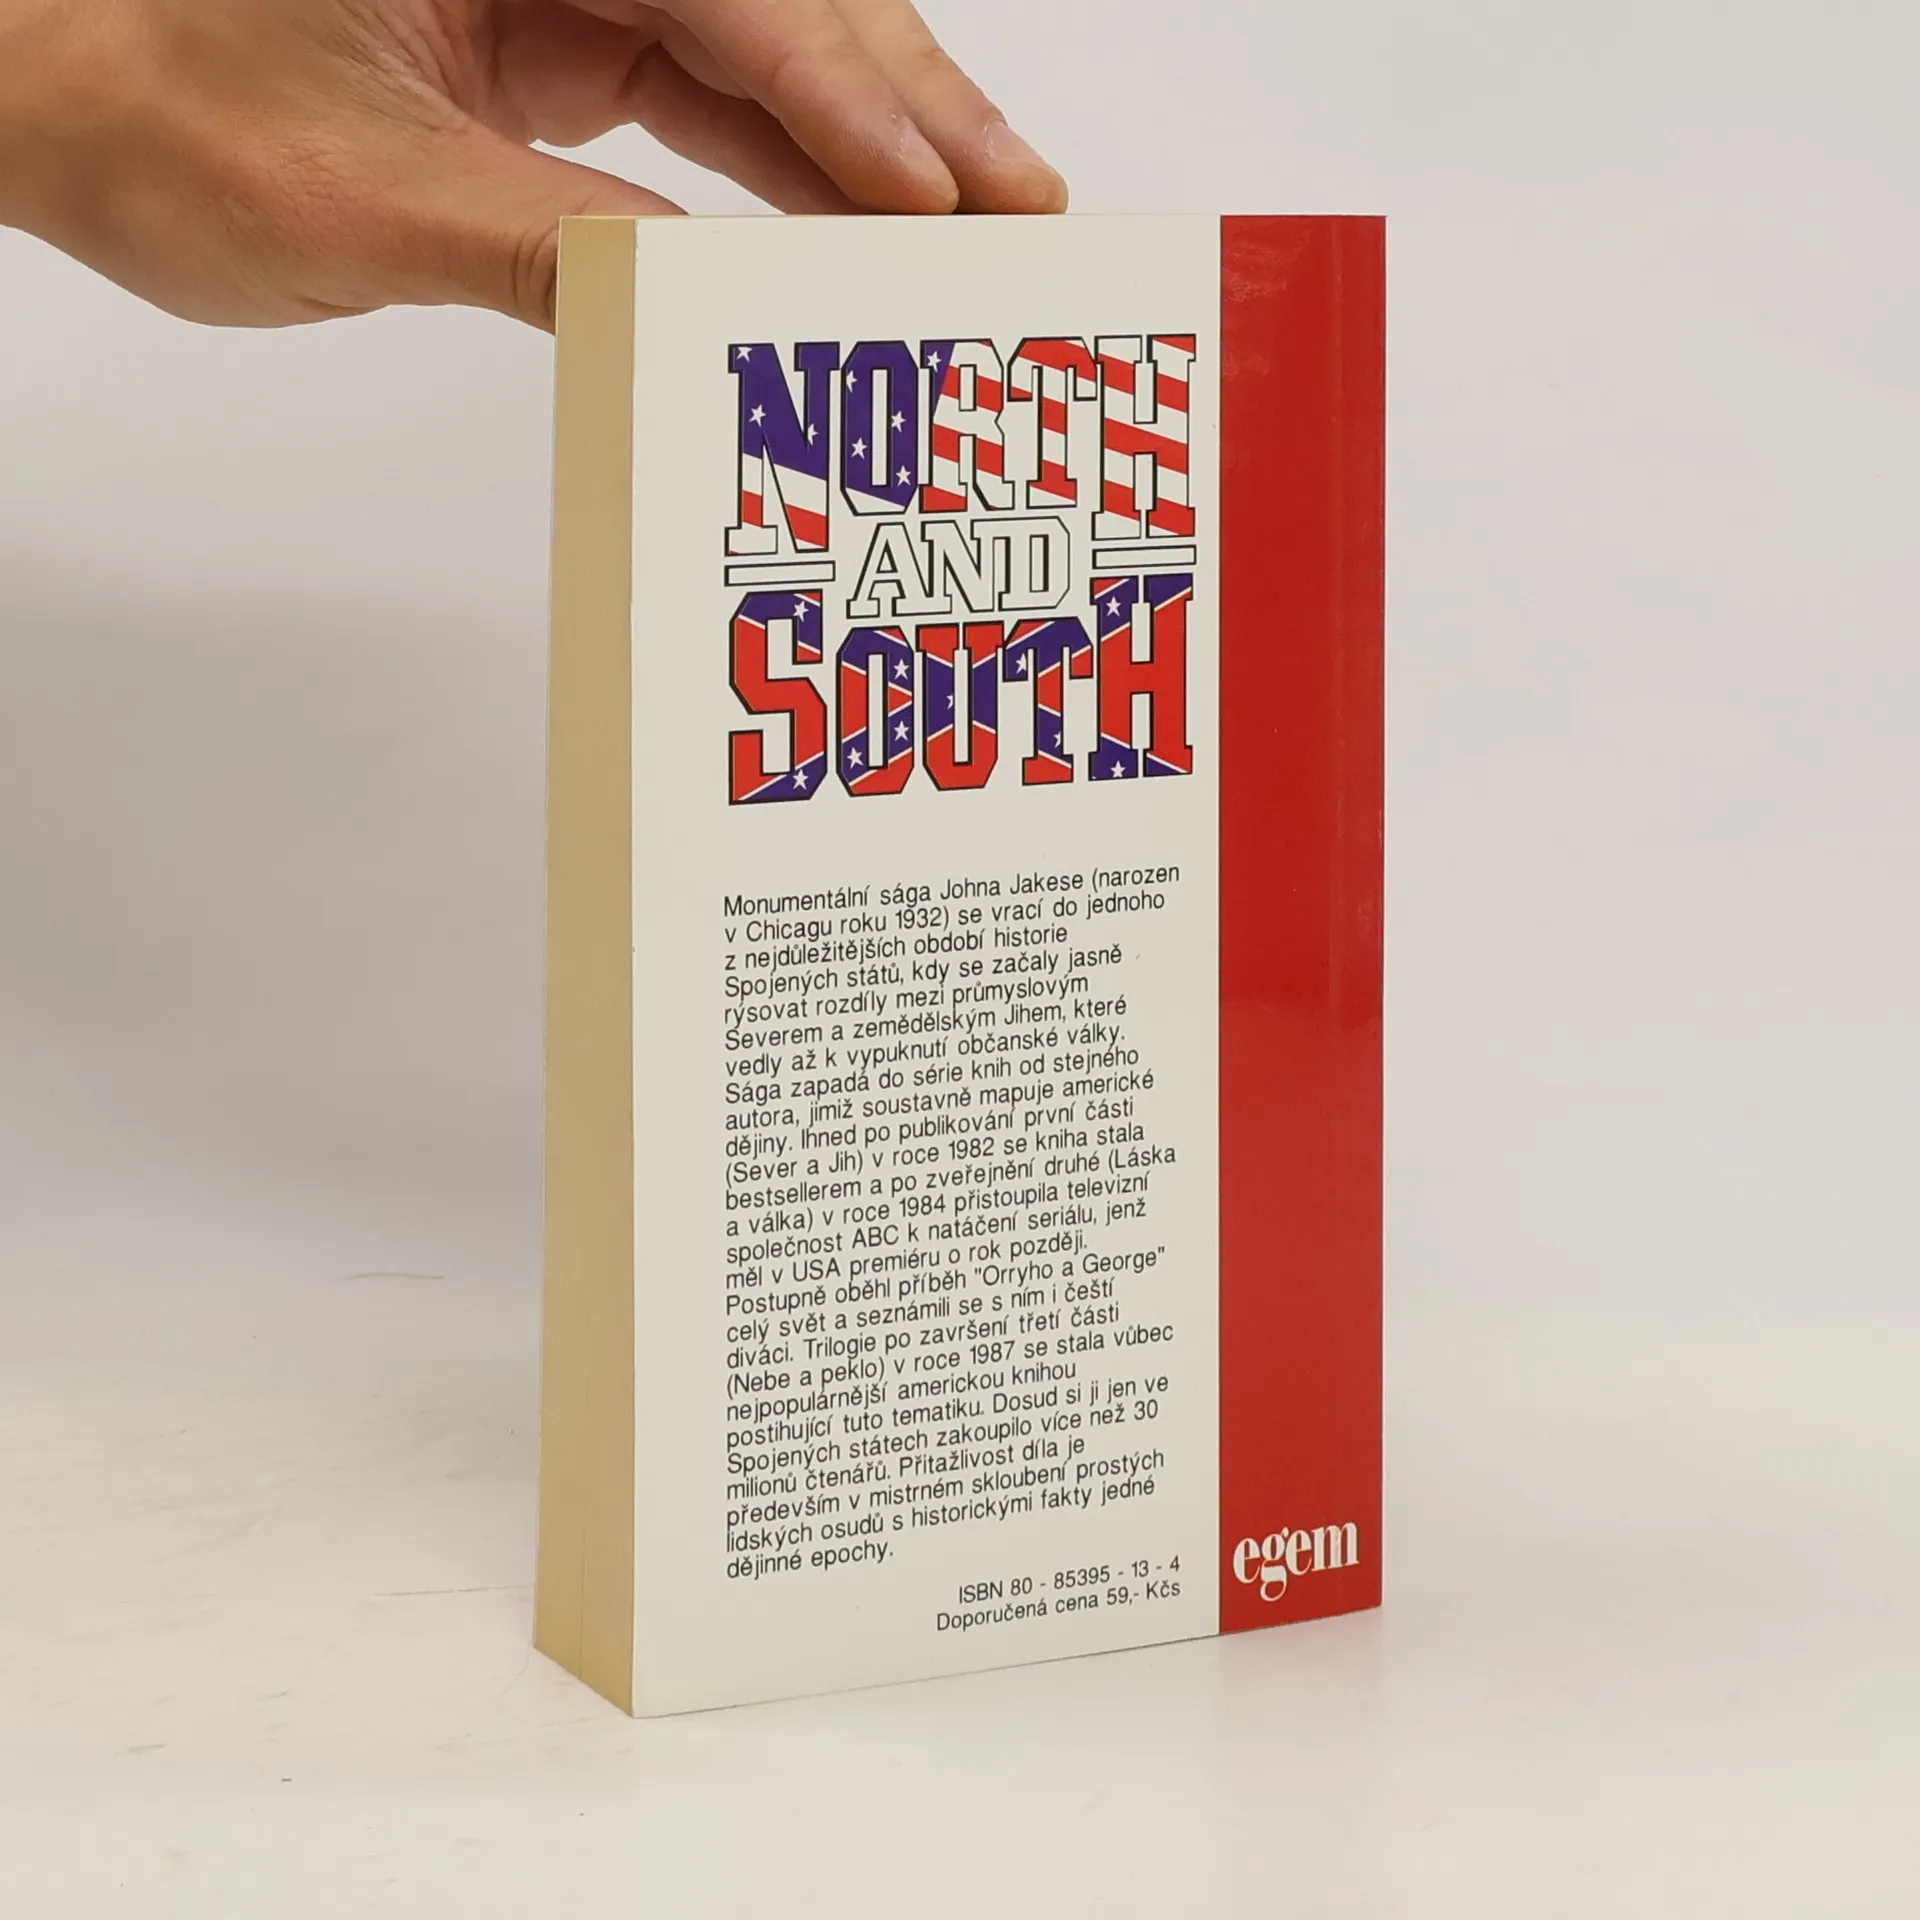 NORTH
AND
SOUTH
Monumentální sága Johna Jakese (narozen
v Chicagu roku 1932) se vrací do jednoho
z nejdůležitějších období historie
Spojených států, kdy se začaly jasně
rýsovat rozdíly mezi průmyslovým
Severem a zemědělským Jihem, které
vedly až k vypuknutí občanské války.
Sága zapadá do série knih od stejného
autora, jimiž soustavně mapuje americké
dějiny. Ihned po publikování první části
(Sever a Jih) v roce 1982 se kniha stala
bestsellerem a po zveřejnění druhé (Láska
a válka) v roce 1984 přistoupila televizní
společnost ABC k natáčení seriálu, jenž
měl v USA premiéru o rok později.
Postupně oběhl příběh "Orryho a George"
celý svět a seznámili se s ním i čeští
diváci. Trilogie po završení třetí části
(Nebe a peklo) v roce 1987 se stala vůbec
nejpopulárnější americkou knihou
postihující tuto tematiku. Dosud si ji jen ve
Spojených státech zakoupilo více než 30
milionů čtenářů. Přitažlivost díla je
především v mistrném skloubení prostých
lidských osudů s historickými fakty jedné
dějinné epochy.
ISBN 80 - 85395 - 13 - 4
Doporučená cena 59,- Kčs
egem